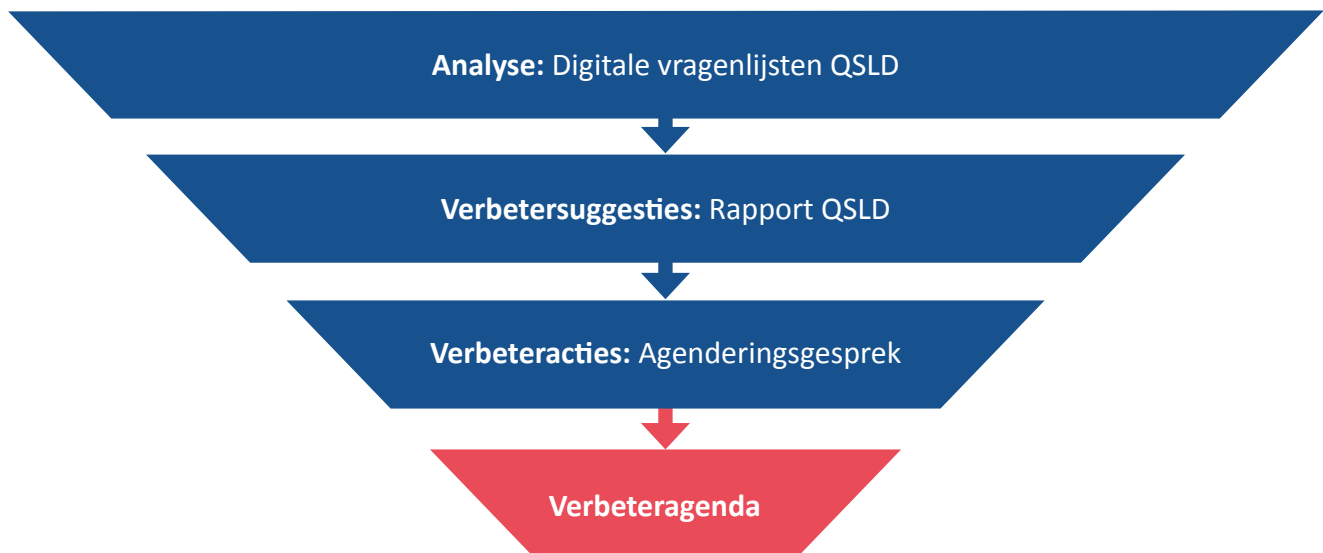 Analyse: Digitale vragenlijsten QSLD
Verbetersuggesties: Rapport QSLD
Verbeteracties: Agenderingsgesprek
Verbeteragenda